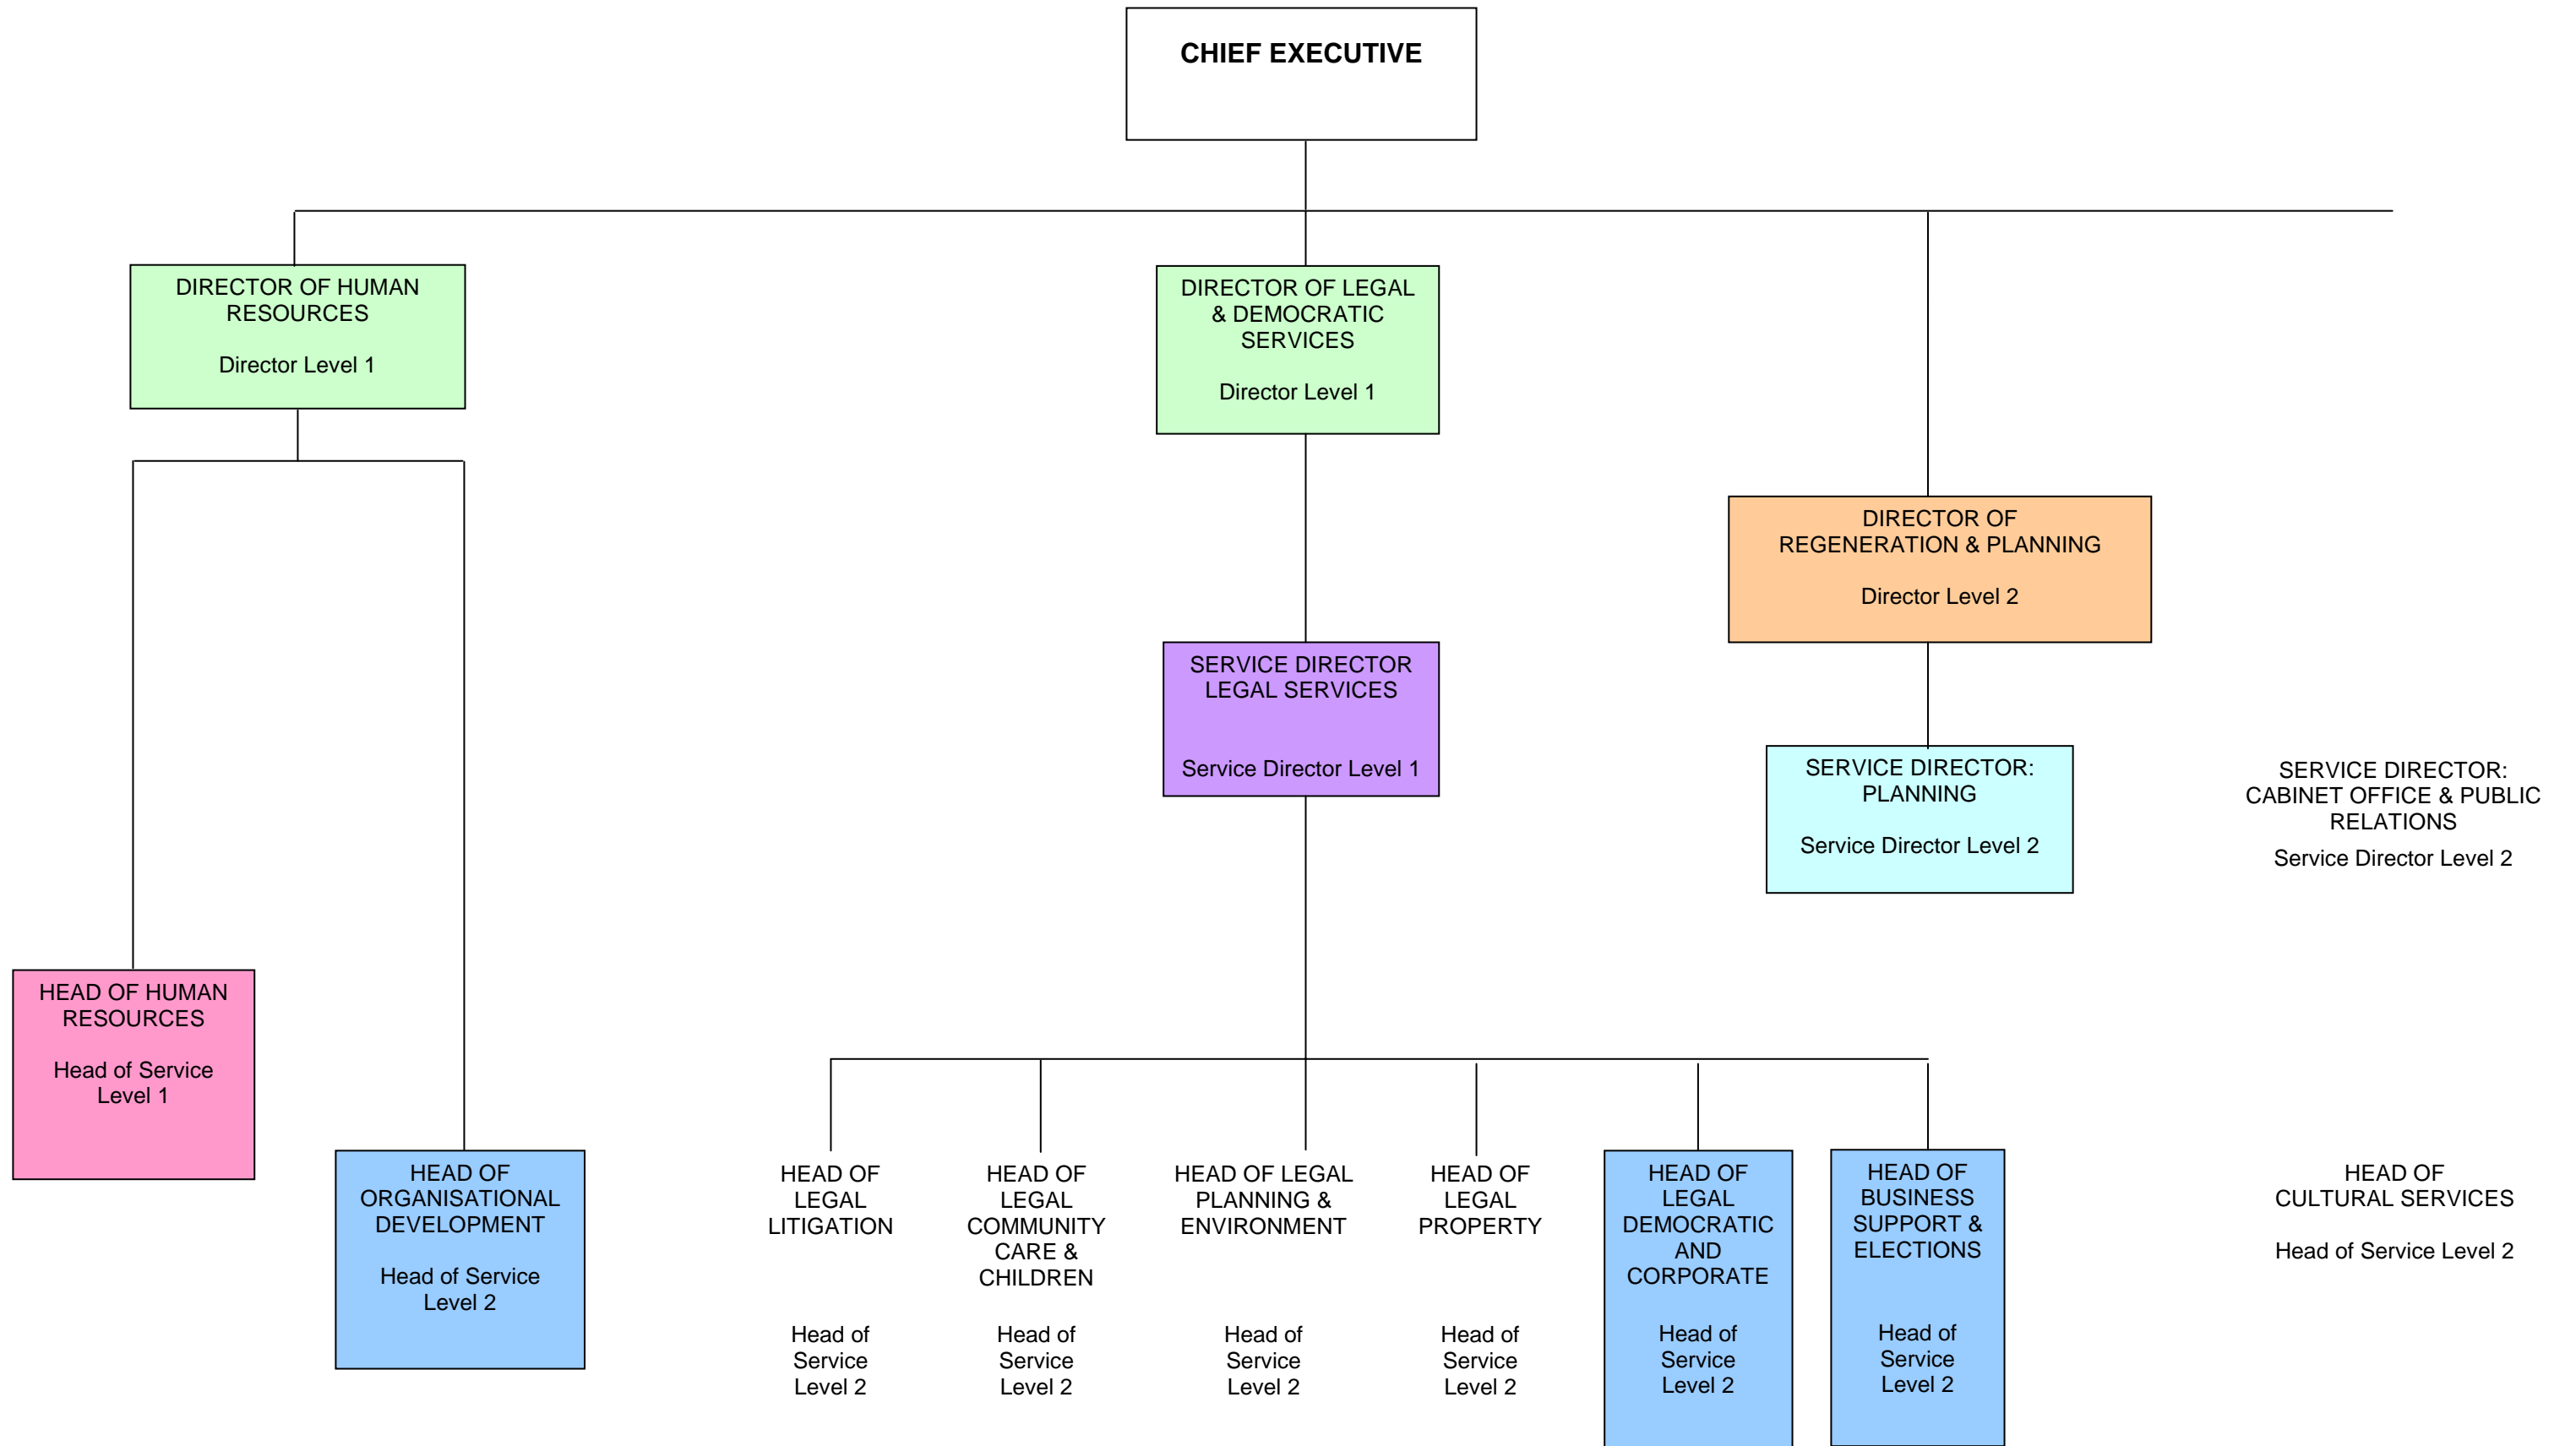 CHIEF EXECUTIVE
DIRECTOR OF HUMAN
RESOURCES
Director Level 1
DIRECTOR OF LEGAL
& DEMOCRATIC
SERVICES
Director Level 1
DIRECTOR OF
REGENERATION & PLANNING
Director Level 2
SERVICE DIRECTOR
LEGAL SERVICES
Service Director Level 1
SERVICE DIRECTOR:
PLANNING
Service Director Level 2
SERVICE DIRECTOR:
CABINET OFFICE & PUBLIC
RELATIONS
Service Director Level 2
HEAD OF HUMAN
RESOURCES
Head of Service
Level 1
HEAD OF
ORGANISATIONAL
DEVELOPMENT
Head of Service
Level 2
HEAD OF
LEGAL
LITIGATION
Head of
Service
Level 2
HEAD OF
LEGAL
COMMUNITY
CARE &
CHILDREN
Head of
Service
Level 2
HEAD OF LEGAL
PLANNING &
ENVIRONMENT
Head of
Service
Level 2
HEAD OF
LEGAL
PROPERTY
Head of
Service
Level 2
HEAD OF
LEGAL
DEMOCRATIC
AND
CORPORATE
Head of
Service
Level 2
HEAD OF
BUSINESS
SUPPORT &
ELECTIONS
Head of
Service
Level 2
HEAD OF
CULTURAL SERVICES
Head of Service Level 2